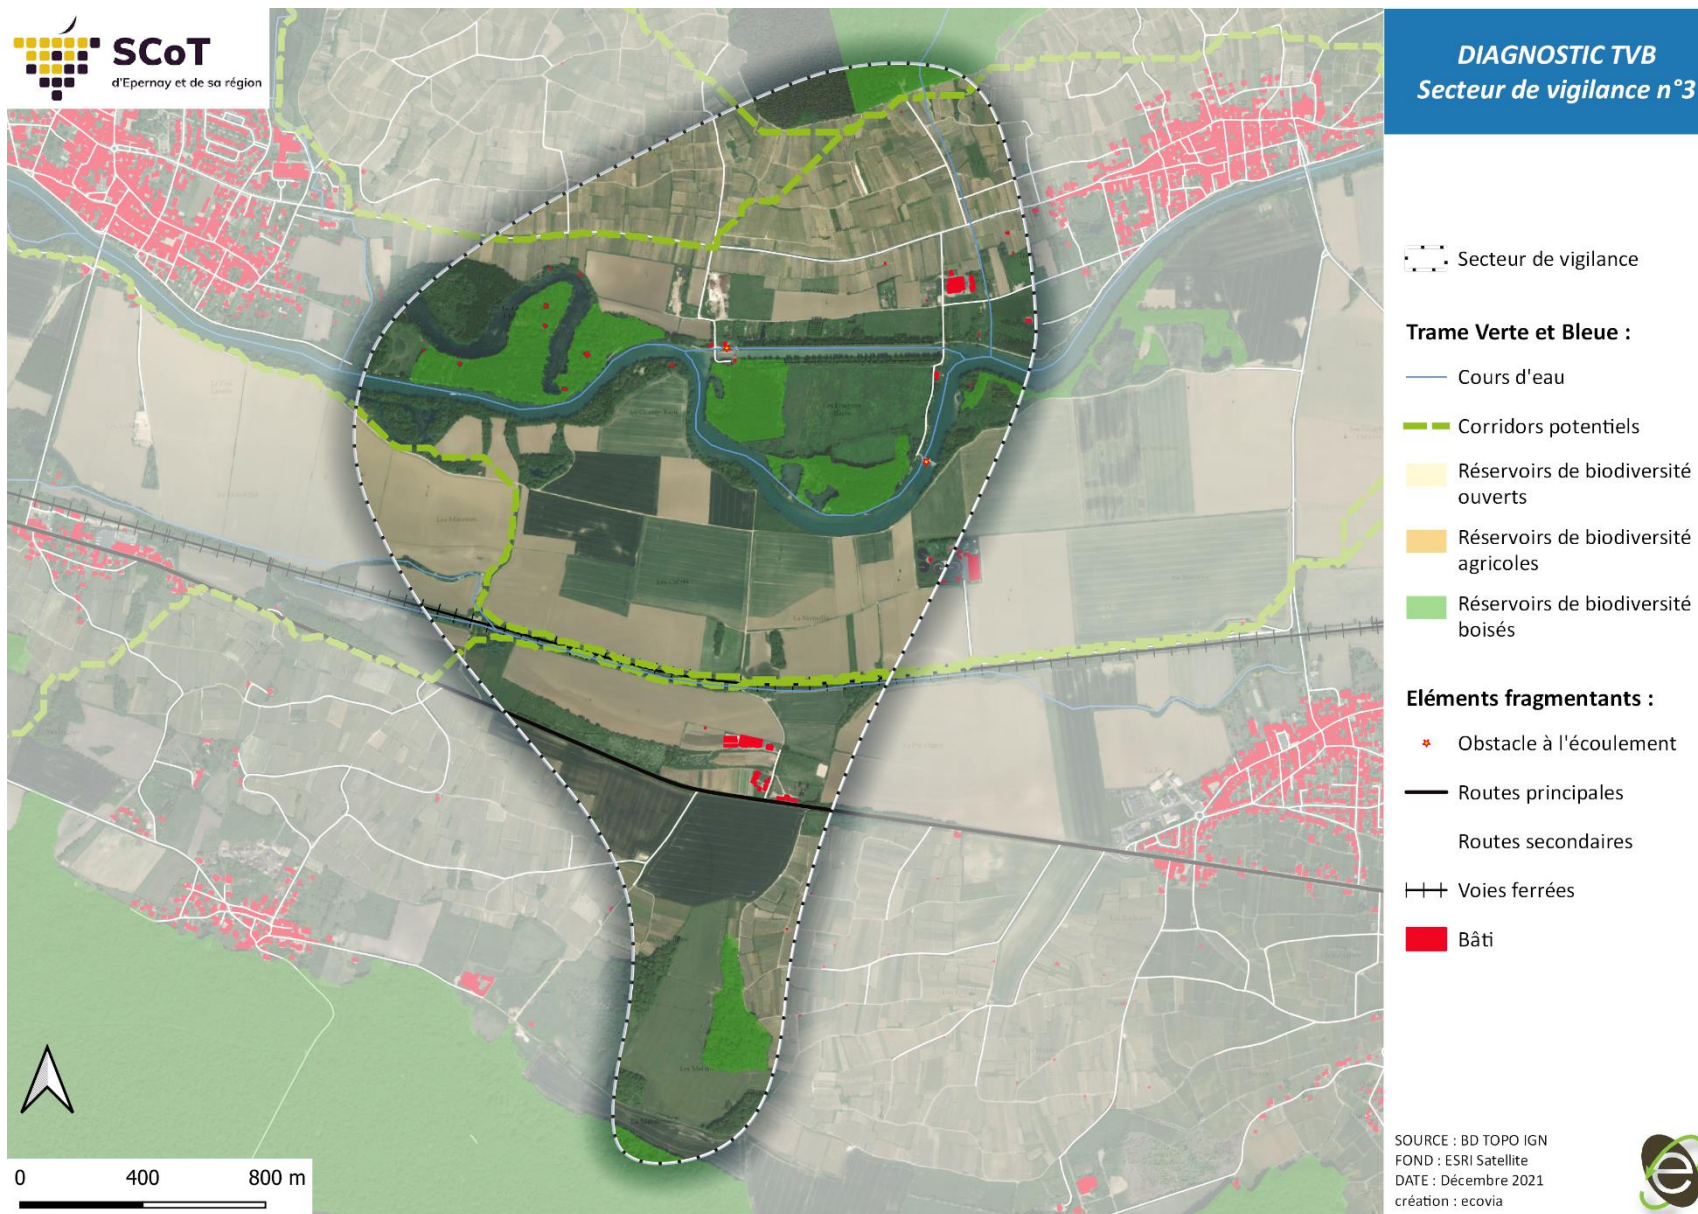 SCoT
d'Epernay et de sa région
DIAGNOSTIC TVB
Secteur de vigilance n°3
Secteur de vigilance
Trame Verte et Bleue :
Cours d'eau
Corridors potentiels
Réservoirs de biodiversité
ouverts
Réservoirs de biodiversité
agricoles
Réservoirs de biodiversité
boisés
Eléments fragmentants :
Obstacle à l'écoulement
Routes principales
Routes secondaires
Voies ferrées
Bâti
0 400 800 m
SOURCE : BD TOPO IGN
FOND : ESRI Satellite
DATE : Décembre 2021
création : ecovia